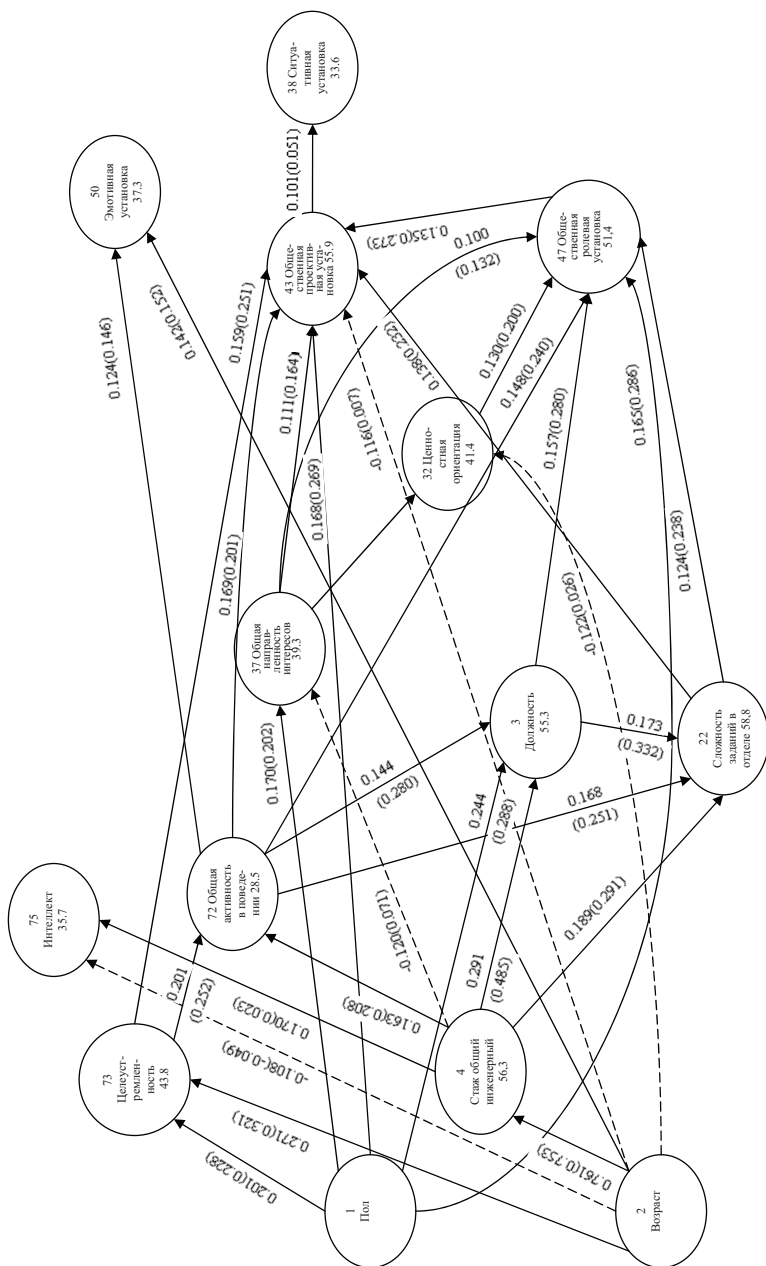 38 Ситуа-
тивная
установка
33.6
50
Эмотивная
установка
37.3
0.101(0.051)
43 Обще-
ственная
проектив-
ная уста-
новка 55.9
0.135(0.273)
0.100
(0.132)
47 Обще-
ственная
ролевая
установка
51,4
0.124(0.146)
0.142(0.152)
0.159(0.251)
0.169(0.201)
0.111(0.164)
0.168(0.269)
-0.116(0.007)
0.138(0.232)
0.130(0.200)
0.148(0.240)
0.157(0.280)
0.165(0.286)
0.124(0.238)
32 Ценно-
стная
ориентация
41.4
-0.122(0.026)
37 Общая
направ-
ленность
интересов
39.3
0.170(0.202)
3
Должность
55.3
0.173
(0.332)
22
Сложность
заданий в
отделе 58,8
0.144
(0.280)
0.168
(0.251)
0.244
(0.288)
0.189(0.291)
72 Общая
активность
в поведе-
нии 28.5
75
Интеллект
35.7
0.201
(0.252)
-0.120(0.071)
0.291
(0.485)
0.163(0.208)
0.170(0.023)
-0.108(-0.049)
73
Целеуст-
ремлен-
ность
43.8
4
Стаж общий
инженерный
56.3
0.201(0.228)
0.271(0.321)
0.761(0.753)
1
Пол
2
Возраст